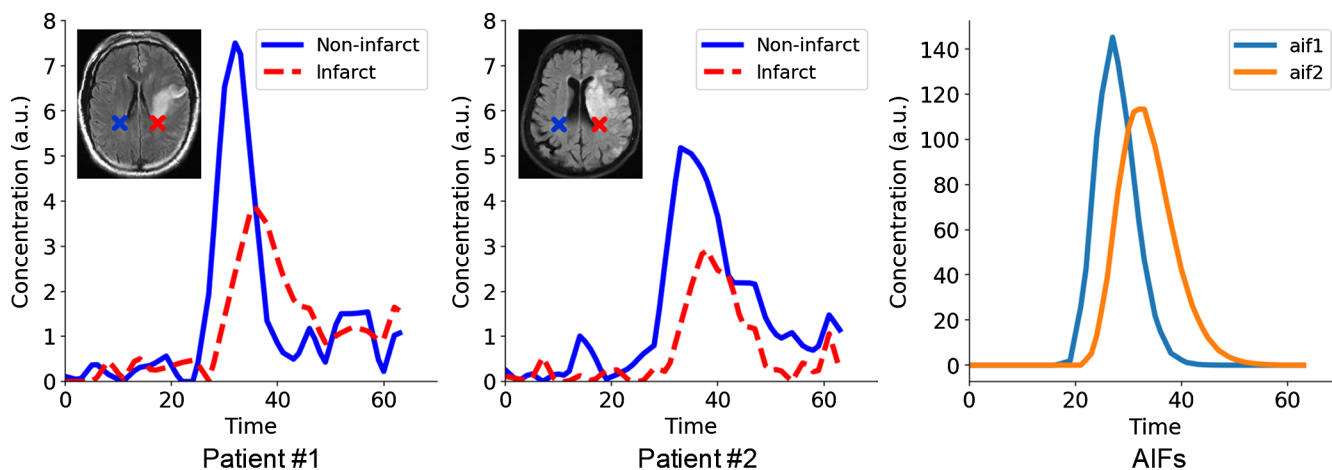 8
7
6
5
4
3
2
1
0
Concentration (a.u.)
Non-infarct
Infarct
0 20 40 60
Time
Patient #1
8
7
6
5
4
3
2
1
0
Concentration (a.u.)
Non-infarct
Infarct
0 20 40 60
Time
Patient #2
140
120
100
80
60
40
20
0
Concentration (a.u.)
aif1
aif2
0 20 40 60
Time
AIFs